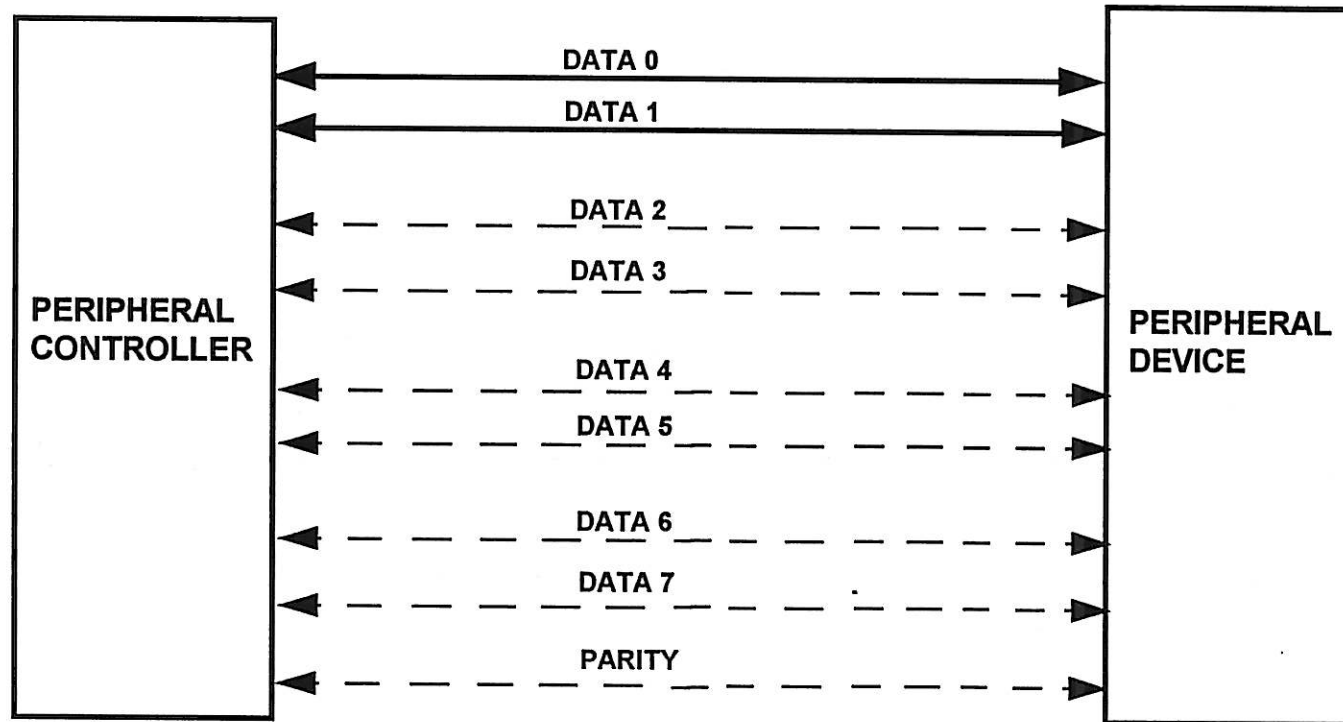 DATA 0
DATA 1
DATA 2
DATA 3
PERIPHERAL
CONTROLLER
PERIPHERAL
DEVICE
DATA 4
DATA 5
DATA 6
DATA 7
PARITY